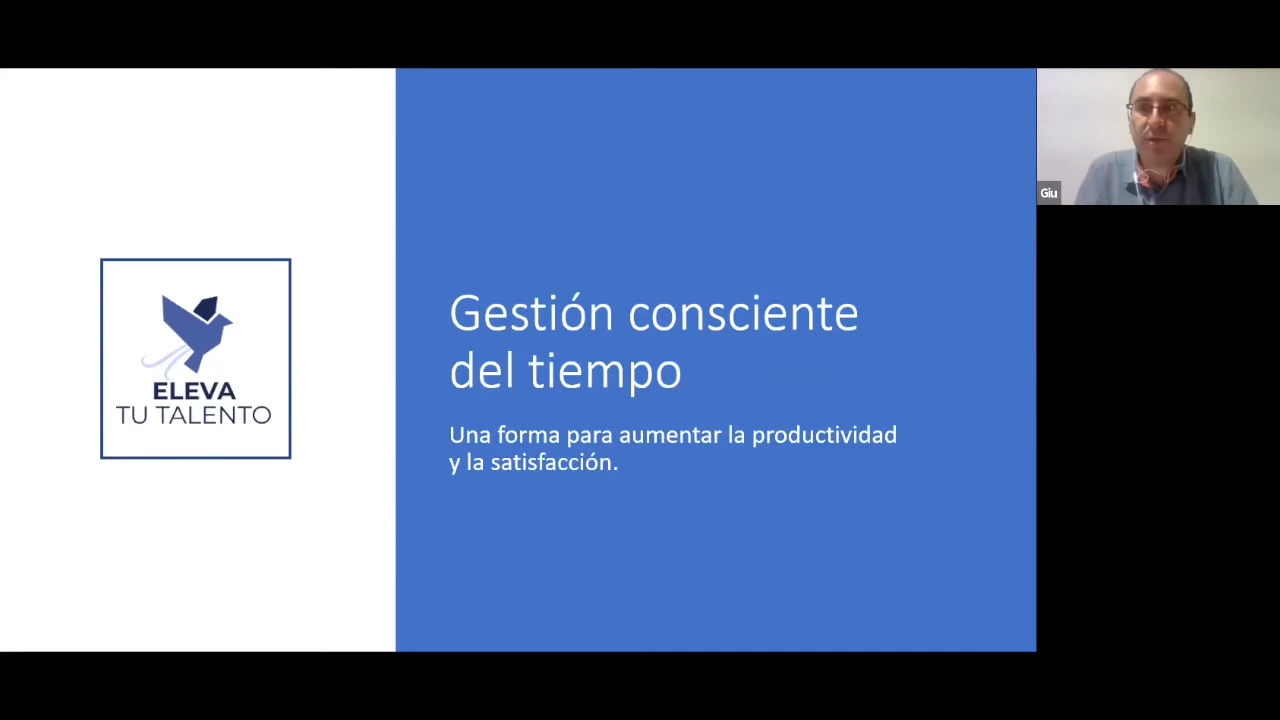 ELEVA
TU TALENTO
Gestión consciente
del tiempo
Una forma para aumentar la productividad
y la satisfacción.
Giu